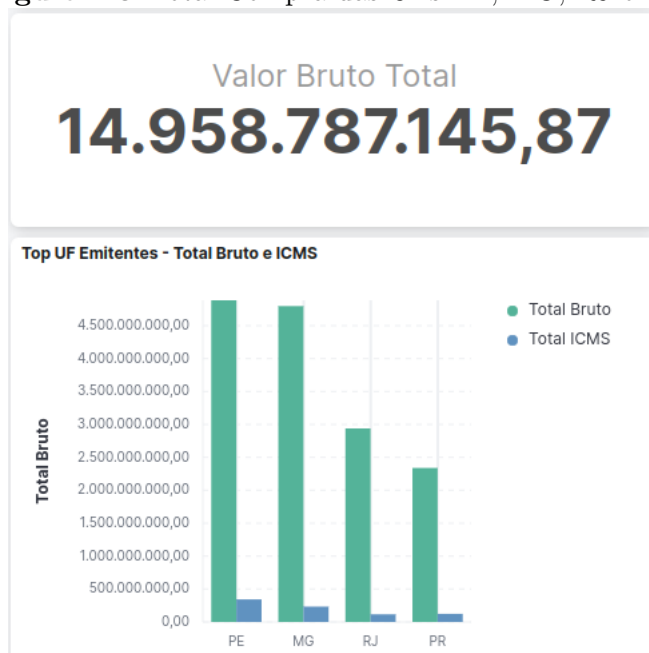 Valor Bruto Total
14.958.787.145,87
Top UF Emitentes - Total Bruto e ICMS
Total Bruto
Total ICMS
Total Bruto
4.500.000.000,00
4.000.000.000,00
3.500.000.000,00
3.000.000.000,00
2.500.000.000,00
2.000.000.000,00
1.500.000.000,00
1.000.000.000,00
500.000.000,00
0,00
PE MG RJ PR